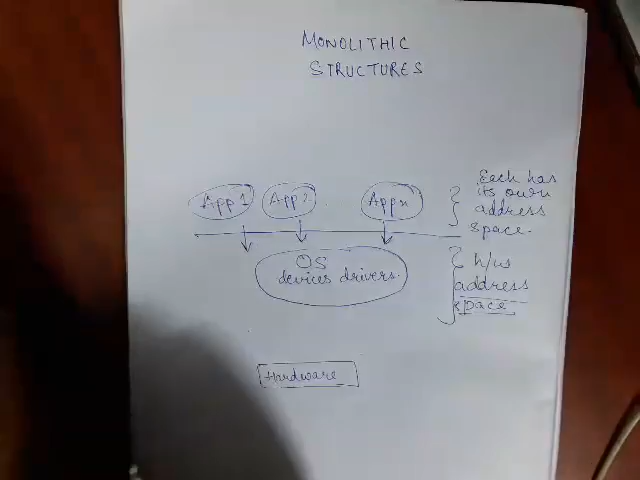 MONOLITHIC
STRUCTURES
App 1 App 2 App n
Each has
its own
address
space.
OS
devices drivers.
h/w
address
space
Hardware